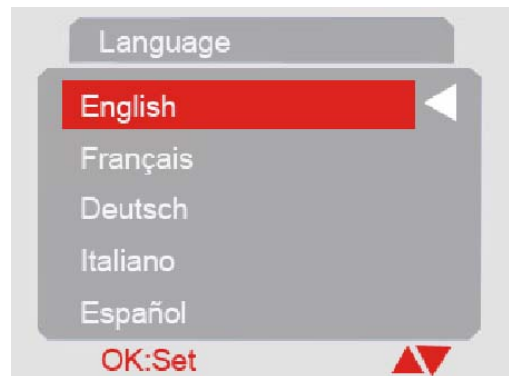 Language
English
Français
Deutsch
Italiano
Español
OK:Set